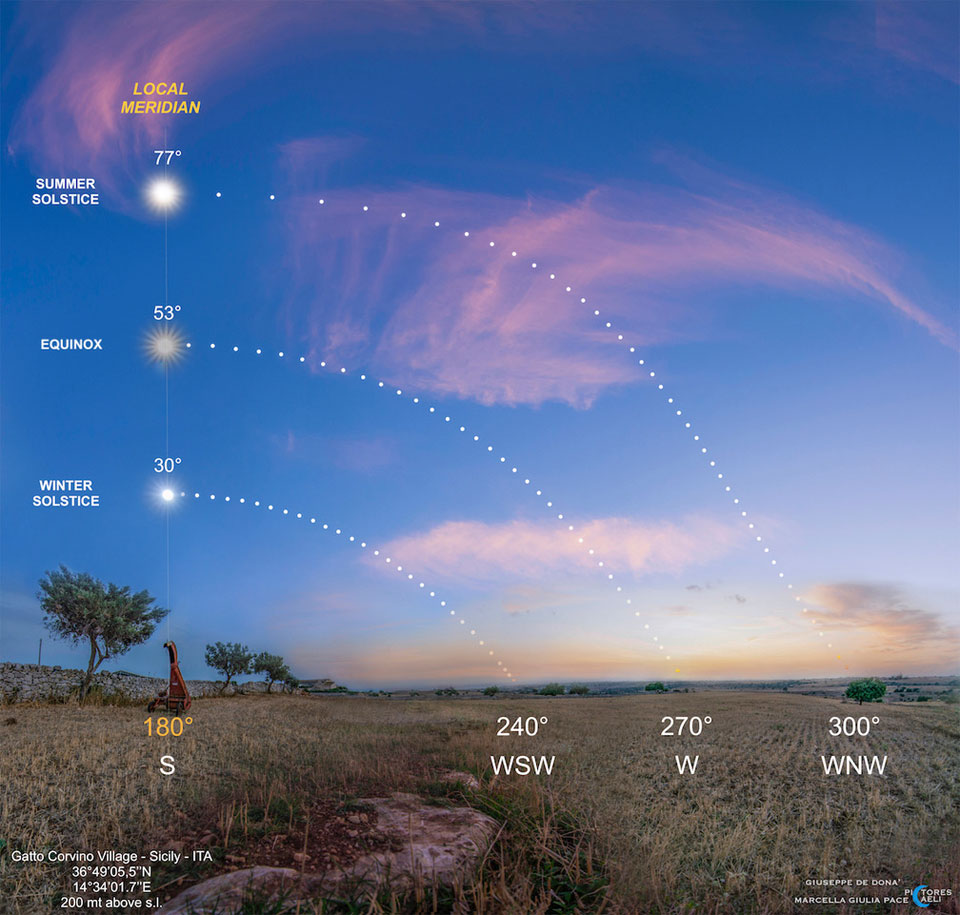 LOCAL
MERIDIAN
77°
SUMMER
SOLSTICE
53°
EQUINOX
30°
WINTER
SOLSTICE
180°
240°
270°
300°
S
WSW
W
WNW
Gatto Corvino Village - Sicily - ITA
36°49'05,5''N
14°34'01.7''E
200 mt above s.l.
GIUSEPPE DE DONA'
MARCELLA GIULIA PACE
PICTORES
CAELI